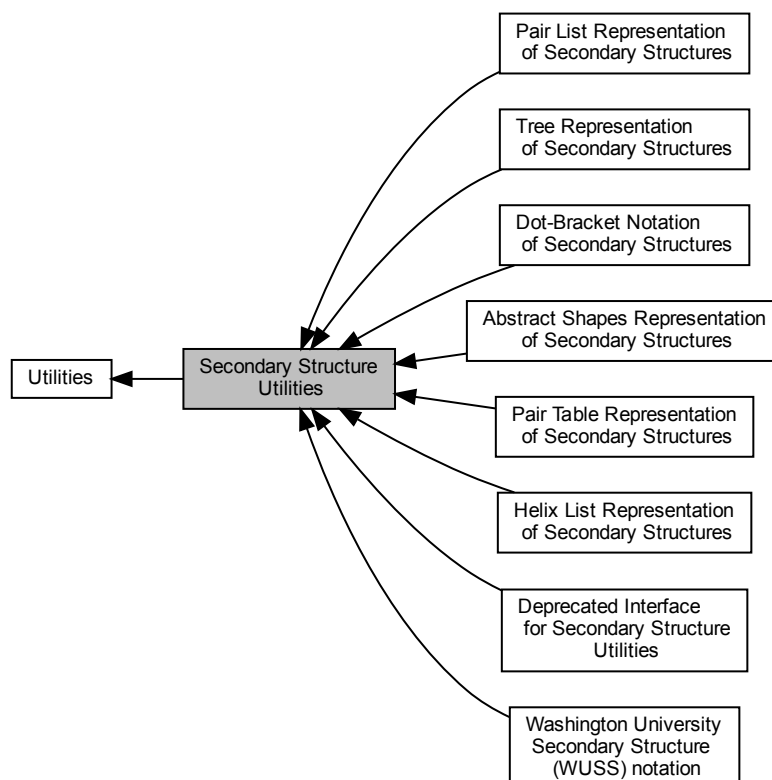 Pair List Representation
of Secondary Structures
Tree Representation
of Secondary Structures
Dot-Bracket Notation
of Secondary Structures
Abstract Shapes Representation
of Secondary Structures
Utilities
Secondary Structure
Utilities
Pair Table Representation
of Secondary Structures
Helix List Representation
of Secondary Structures
Deprecated Interface
for Secondary Structure
Utilities
Washington University
Secondary Structure
(WUSS) notation